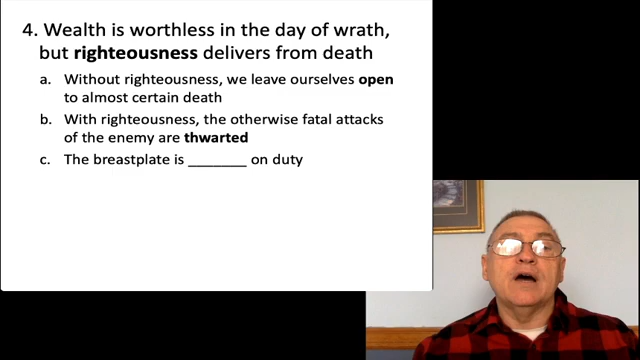 4. Wealth is worthless in the day of wrath,
but righteousness delivers from death
a. Without righteousness, we leave ourselves open
to almost certain death
b. With righteousness, the otherwise fatal attacks
of the enemy are thwarted
c. The breastplate is _______ on duty